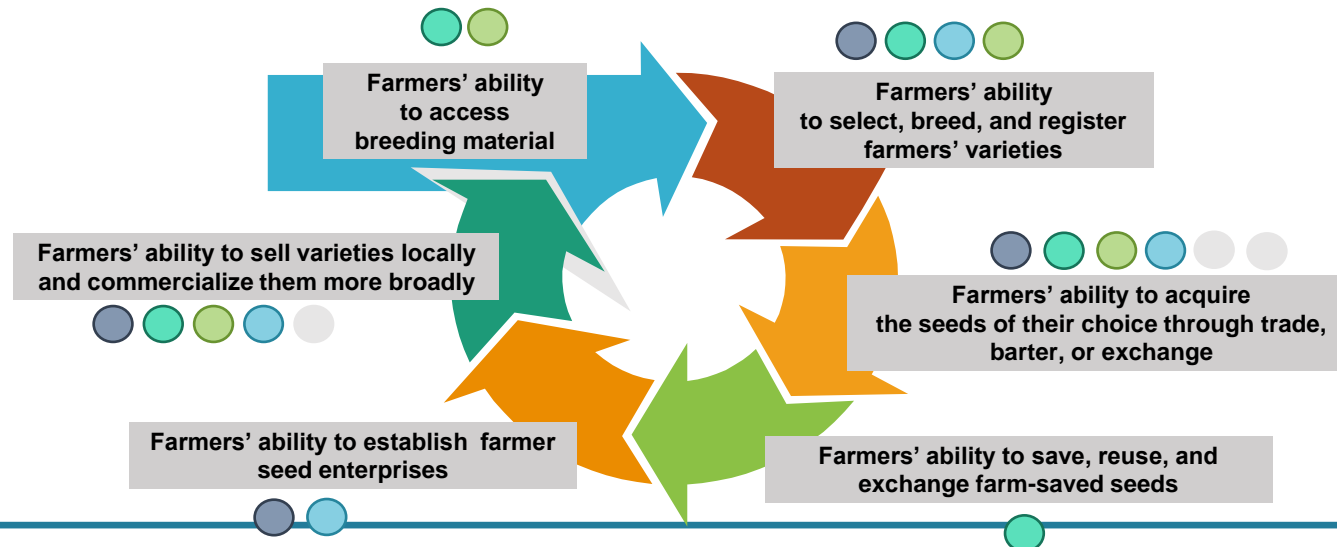 Farmers’ ability
to access
breeding material
Farmers’ ability
to select, breed, and register
farmers’ varieties
Farmers’ ability to acquire
the seeds of their choice through trade,
barter, or exchange
Farmers’ ability to save, reuse, and
exchange farm-saved seeds
Farmers’ ability to establish farmer
seed enterprises
Farmers’ ability to sell varieties locally
and commercialize them more broadly